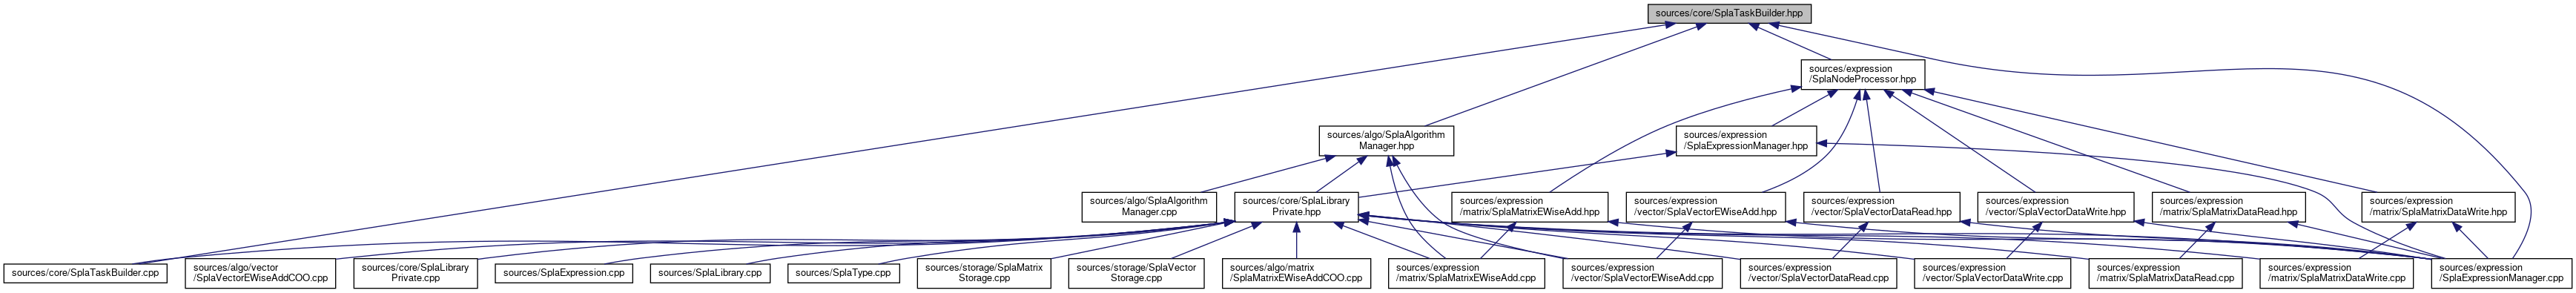 sources/core/SplaTaskBuilder.hpp
sources/expression
/SplaNodeProcessor.hpp
sources/algo/SplaAlgorithm
Manager.hpp
sources/expression
/SplaExpressionManager.hpp
sources/algo/SplaAlgorithm
Manager.cpp
sources/core/SplaLibrary
Private.hpp
sources/expression
/matrix/SplaMatrixEWiseAdd.hpp
sources/expression
/vector/SplaVectorEWiseAdd.hpp
sources/expression
/vector/SplaVectorDataRead.hpp
sources/expression
/vector/SplaVectorDataWrite.hpp
sources/expression
/matrix/SplaMatrixDataRead.hpp
sources/expression
/matrix/SplaMatrixDataWrite.hpp
sources/core/SplaTaskBuilder.cpp
sources/algo/vector
/SplaVectorEWiseAddCOO.cpp
sources/core/SplaLibrary
Private.cpp
sources/SplaExpression.cpp
sources/SplaLibrary.cpp
sources/SplaType.cpp
sources/storage/SplaMatrix
Storage.cpp
sources/storage/SplaVector
Storage.cpp
sources/algo/matrix
/SplaMatrixEWiseAddCOO.cpp
sources/expression
/matrix/SplaMatrixEWiseAdd.cpp
sources/expression
/vector/SplaVectorEWiseAdd.cpp
sources/expression
/vector/SplaVectorDataRead.cpp
sources/expression
/vector/SplaVectorDataWrite.cpp
sources/expression
/matrix/SplaMatrixDataRead.cpp
sources/expression
/matrix/SplaMatrixDataWrite.cpp
sources/expression
/SplaExpressionManager.cpp